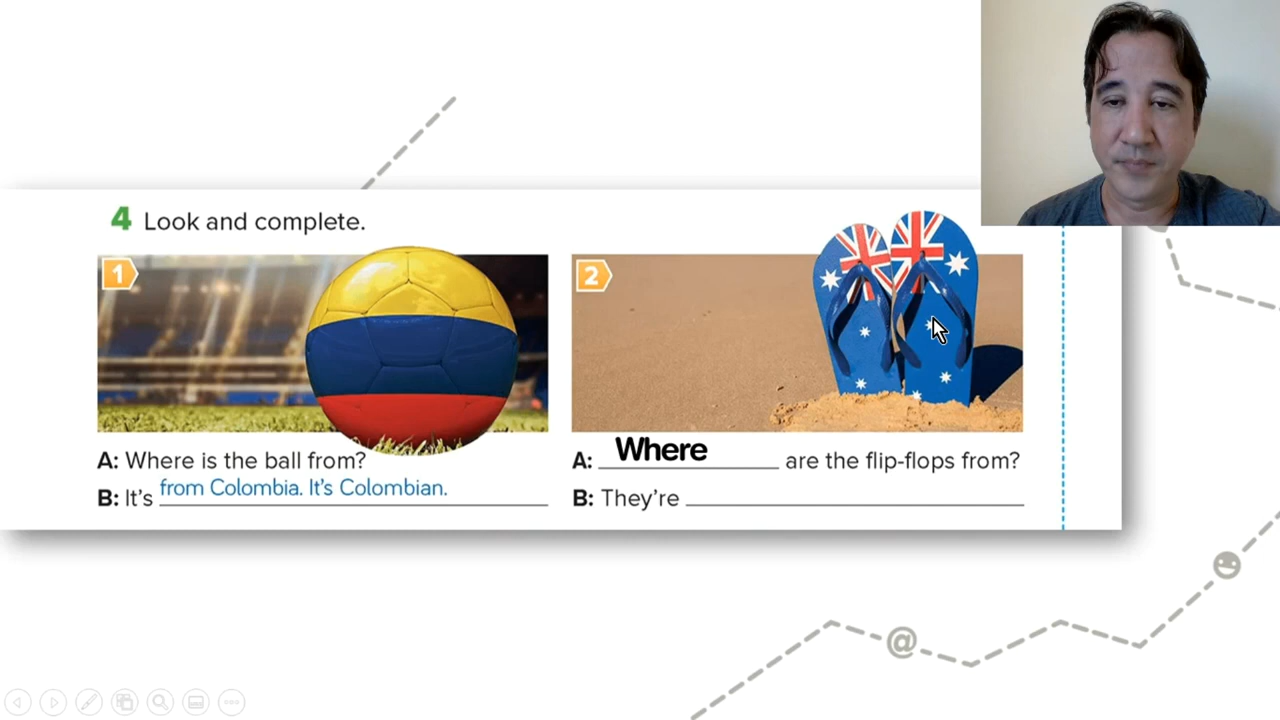 4 Look and complete.
1
A: Where is the ball from?
B: It's from Colombia. It's Colombian.
2
A: Where are the flip-flops from?
B: They're
@